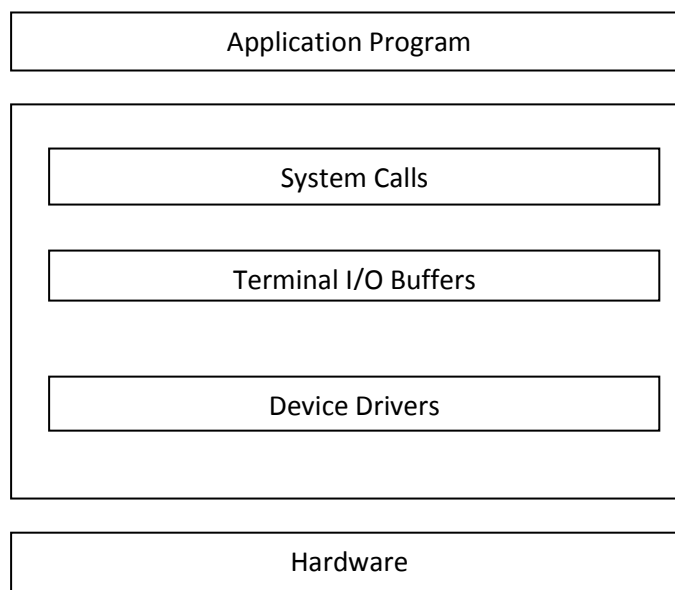 Application Program
System Calls
Terminal I/O Buffers
Device Drivers
Hardware